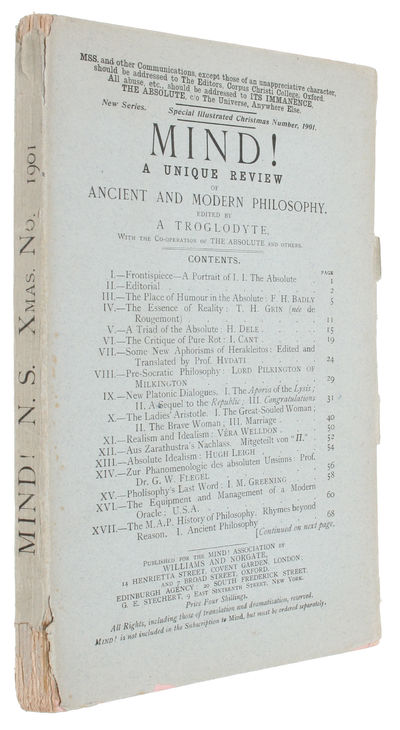 MIND! N. S. XMAS. NO. 1901
MSS. and other Communications, except those of an unappreciative character,
should be addressed to The Editors, Corpus Christi College, Oxford.
All abuse, etc., should be addressed to ITS IMMANENCE,
THE ABSOLUTE, c/o The Universe, Anywhere Else.
New Series. Special Illustrated Christmas Number, 1901.
MIND!
A UNIQUE REVIEW
OF
ANCIENT AND MODERN PHILOSOPHY.
EDITED BY
A TROGLODYTE,
WITH THE CO-OPERATION OF THE ABSOLUTE AND OTHERS.
CONTENTS.
PAGE
I.—Frontispiece—A Portrait of I. I. The Absolute . 1
II.—Editorial . 2
III.—The Place of Humour in the Absolute: F. H. BADLY 5
IV.—The Essence of Reality: T. H. GRIN (née de
Rougemont) . 11
V.—A Triad of the Absolute: H. DELE . 15
VI.—The Critique of Pure Rot: I. CANT . 19
VII.—Some New Aphorisms of Herakleitos: Edited and
Translated by Prof. HYDATI . 24
VIII.—Pre-Socratic Philosophy: LORD PILKINGTON OF
MILKINGTON . 29
IX.—New Platonic Dialogues. I. The Aporia of the Lysis;
II. A Sequel to the Republic; III. Congratulations 31
X.—The Ladies' Aristotle. I. The Great-Souled Woman;
II. The Brave Woman; III. Marriage . 40
XI.—Realism and Idealism: VERA WELLDON . 50
XII.—Aus Zarathustra's Nachlass. Mitgeteilt von "Π." . 52
XIII.—Absolute Idealism: HUGH LEIGH . 54
XIV.—Zur Phänomenologie des absoluten Unsinns: Prof.
Dr. G. W. FLEGEL . 56
XV.—Pholisophy's Last Word: I. M. GREENING . 58
XVI.—The Equipment and Management of a Modern
Oracle: U.S.A. . 60
XVII.—The M.A.P. History of Philosophy. Rhymes beyond
Reason. I. Ancient Philosophy . 68
[Continued on next page.
PUBLISHED FOR THE MIND! ASSOCIATION BY
WILLIAMS AND NORGATE,
14 HENRIETTA STREET, COVENT GARDEN, LONDON;
AND 7 BROAD STREET, OXFORD.
EDINBURGH AGENCY: 20 SOUTH FREDERICK STREET.
G. E. STECHERT, 9 EAST SIXTEENTH STREET, NEW YORK.
Price Four Shillings.
All Rights, including those of translation and dramatisation, reserved.
MIND! is not included in the Subscription to Mind, but must be ordered separately.